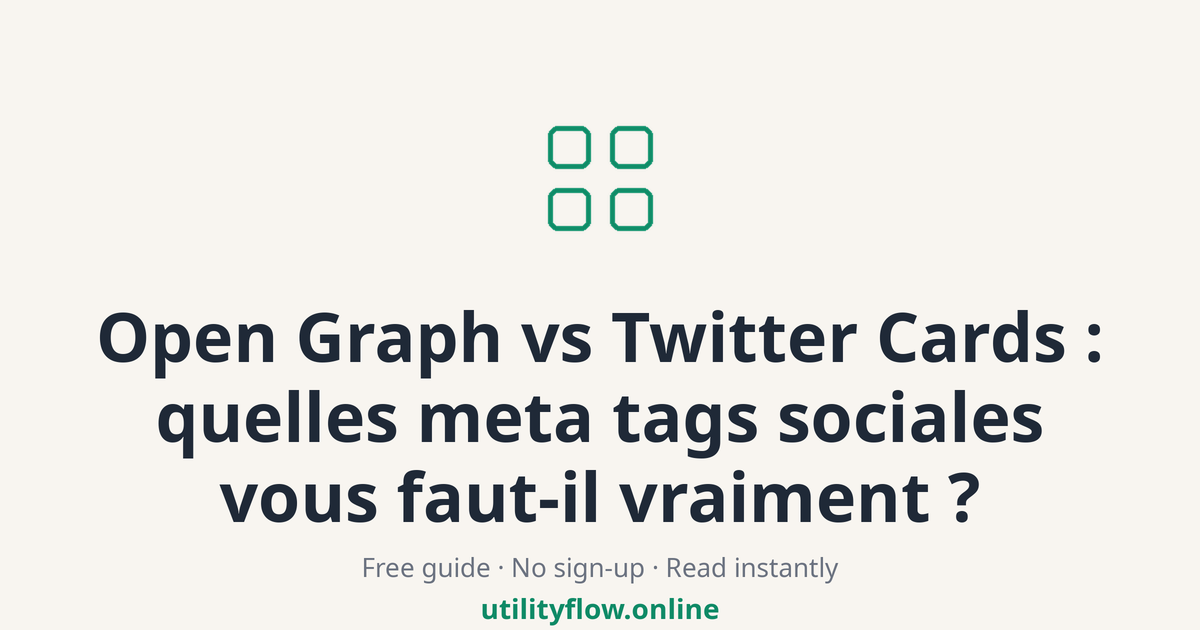 Open Graph vs Twitter Cards :
quelles meta tags sociales
vous faut-il vraiment ?
Free guide · No sign-up · Read instantly
utilityflow.online